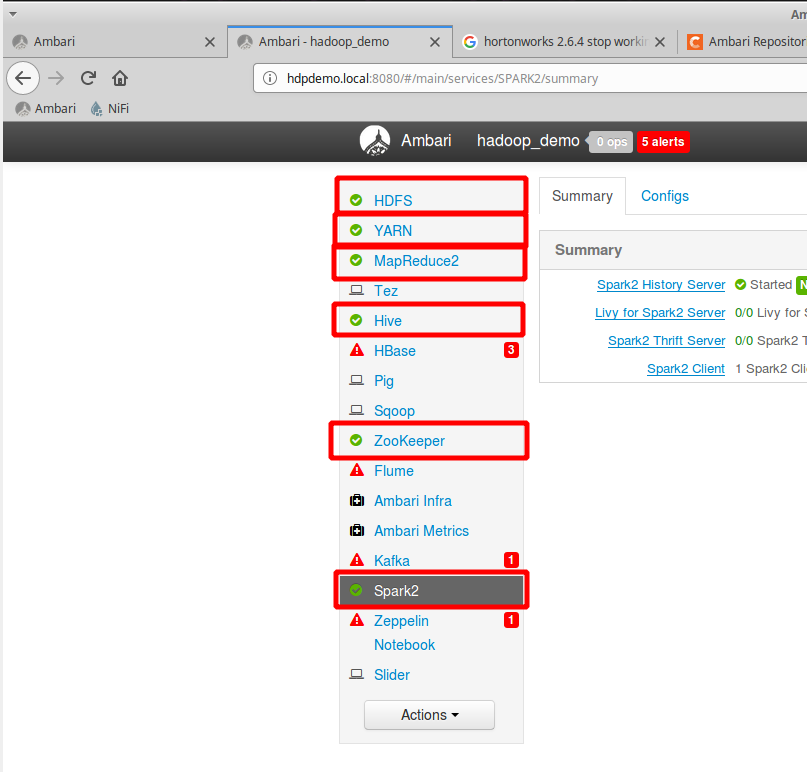 Am
Ambari
Ambari - hadoop_demo
hortonworks 2.6.4 stop workin
Ambari Repositor
hdpdemo.local:8080/#/main/services/SPARK2/summary
Ambari
NiFi
Ambari
hadoop_demo
0 ops
5 alerts
HDFS
YARN
MapReduce2
Tez
Hive
HBase 3
Pig
Sqoop
ZooKeeper
Flume
Ambari Infra
Ambari Metrics
Kafka 1
Spark2
Zeppelin 1
Notebook
Slider
Actions
Summary
Configs
Summary
Spark2 History Server Started N
Livy for Spark2 Server 0/0 Livy for S
Spark2 Thrift Server 0/0 Spark2 T
Spark2 Client 1 Spark2 Cli